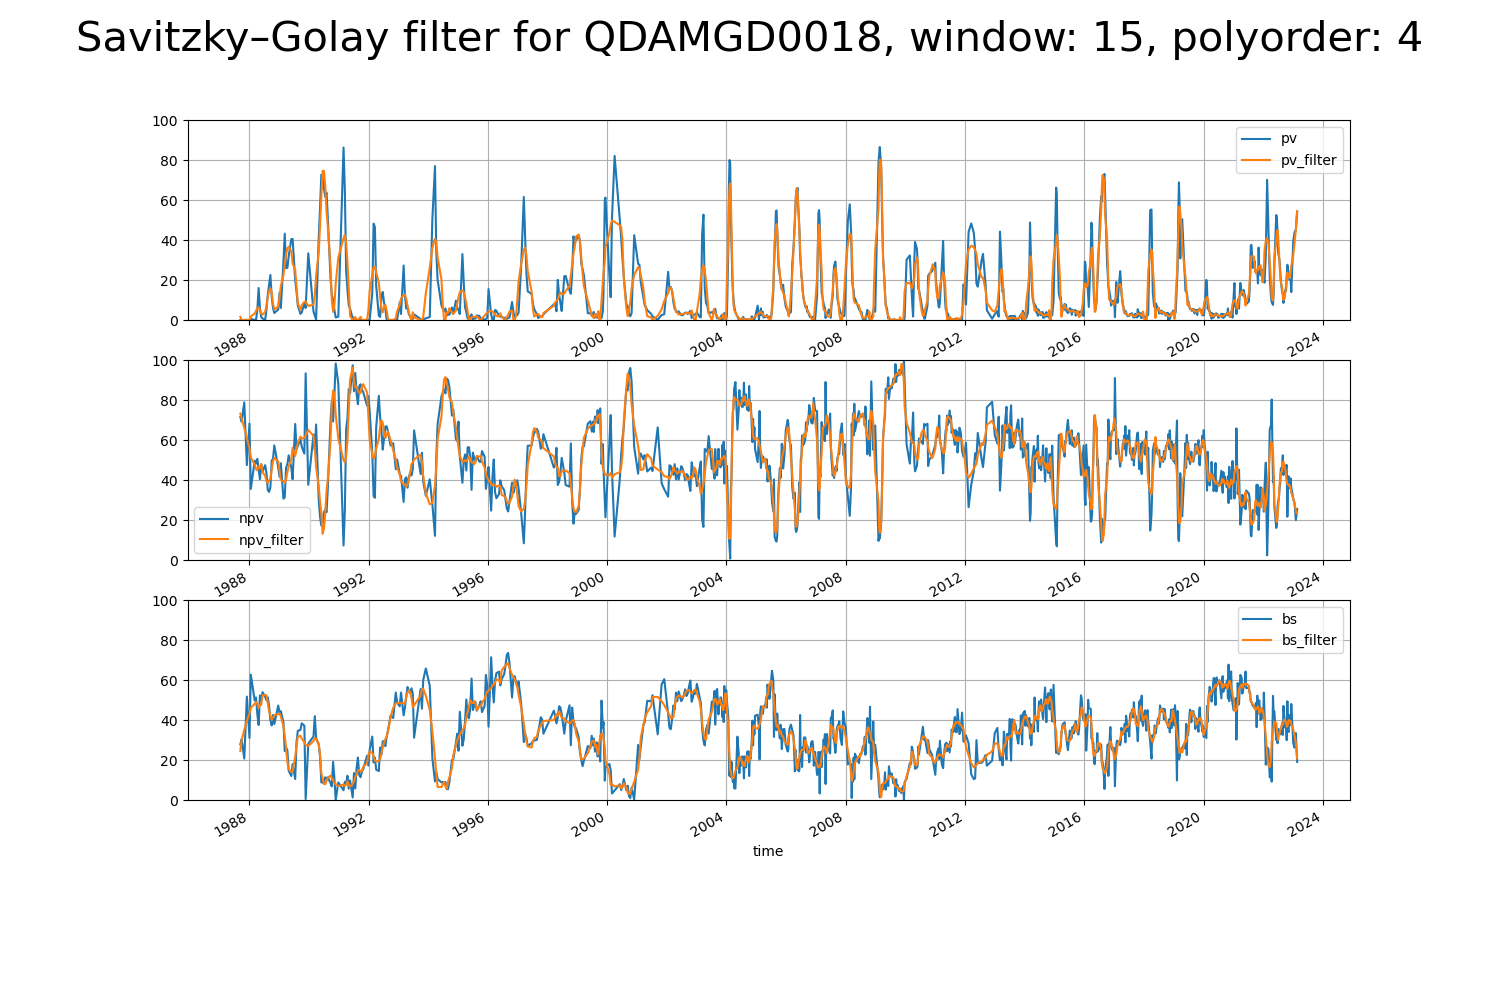 Savitzky–Golay filter for QDAMGD0018, window: 15, polyorder: 4
100
80
60
40
20
0
pv
pv_filter
1988 1992 1996 2000 2004 2008 2012 2016 2020 2024
100
80
60
40
20
0
npv
npv_filter
1988 1992 1996 2000 2004 2008 2012 2016 2020 2024
100
80
60
40
20
0
bs
bs_filter
1988 1992 1996 2000 2004 2008 2012 2016 2020 2024
time